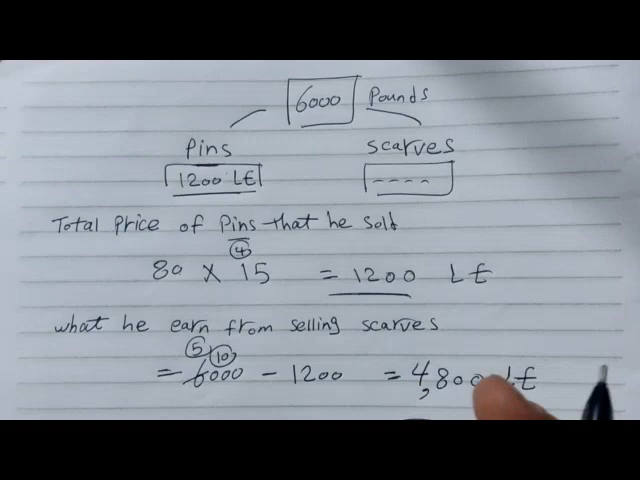 6000 Pounds
Pins scarves
1200 LE ----
Total Price of Pins that he sold
4
80 × 15 = 1200 LE
what he earn from selling scarves
5 10
= 6000 - 1200 = 4,800 LE